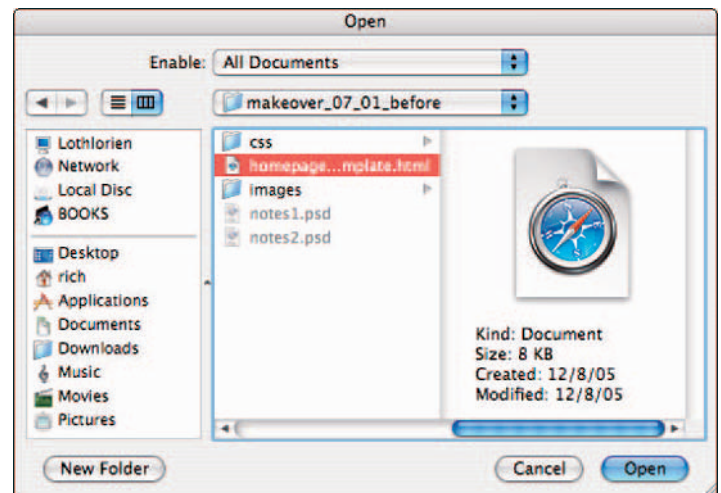 Open
Enable: All Documents
makeover_07_01_before
Lothlorien
Network
Local Disc
BOOKS
Desktop
rich
Applications
Documents
Downloads
Music
Movies
Pictures
css
homepage...mplate.html
images
notes1.psd
notes2.psd
Kind: Document
Size: 8 KB
Created: 12/8/05
Modified: 12/8/05
New Folder
Cancel
Open